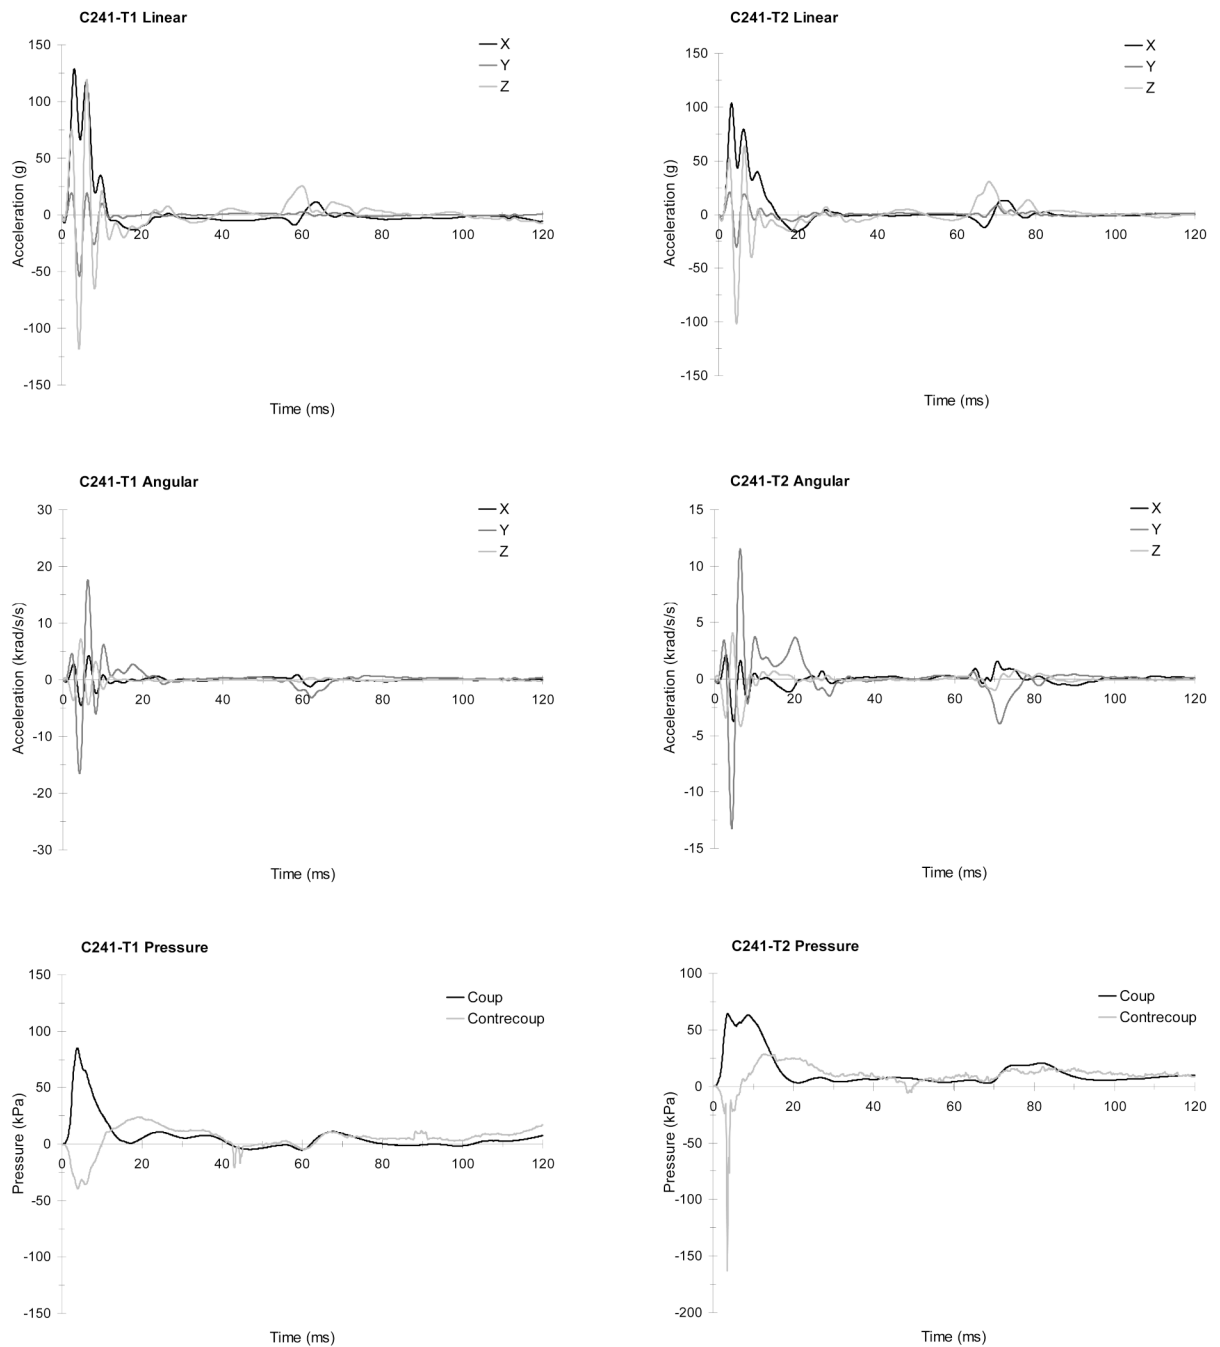 C241-T1 Linear
150
100
50
0
-50
-100
-150
0 20 40 60 80 100 120
Acceleration (g)
Time (ms)
X
Y
Z
C241-T2 Linear
150
100
50
0
-50
-100
-150
0 20 40 60 80 100 120
Acceleration (g)
Time (ms)
X
Y
Z
C241-T1 Angular
30
20
10
0
-10
-20
-30
0 20 40 60 80 100 120
Acceleration (krad/s/s)
Time (ms)
X
Y
Z
C241-T2 Angular
15
10
5
0
-5
-10
-15
0 20 40 60 80 100 120
Acceleration (krad/s/s)
Time (ms)
X
Y
Z
C241-T1 Pressure
150
100
50
0
-50
-100
-150
0 20 40 60 80 100 120
Pressure (kPa)
Time (ms)
Coup
Contrecoup
C241-T2 Pressure
100
50
0
-50
-100
-150
-200
0 20 40 60 80 100 120
Pressure (kPa)
Time (ms)
Coup
Contrecoup